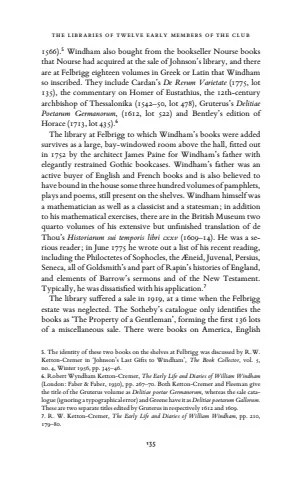 THE LIBRARIES OF TWELVE EARLY MEMBERS OF THE CLUB
1566).5 Windham also bought from the bookseller Nourse books
that Nourse had acquired at the sale of Johnson's library, and there
are at Felbrigg eighteen volumes in Greek or Latin that Windham
so inscribed. They include Cardan's De Rerum Varietate (1775, lot
135), the commentary on Homer of Eustathius, the 12th-century
archbishop of Thessalonika (1542–50, lot 478), Gruterus's Delitiae
Poetarum Germanorum, (1612, lot 522) and Bentley's edition of
Horace (1713, lot 435).6
The library at Felbrigg to which Windham's books were added
survives as a large, bay-windowed room above the hall, fitted out
in 1752 by the architect James Paine for Windham's father with
elegantly restrained Gothic bookcases. Windham's father was an
active buyer of English and French books and is also believed to
have bound in the house some three hundred volumes of pamphlets,
plays and poems, still present on the shelves. Windham himself was
a mathematician as well as a classicist and a statesman; in addition
to his mathematical exercises, there are in the British Museum two
quarto volumes of his extensive but unfinished translation of de
Thou's Historiarum sui temporis libri cxxv (1609–14). He was a se-
rious reader; in June 1775 he wrote out a list of his recent reading,
including the Philoctetes of Sophocles, the Æneid, Juvenal, Persius,
Seneca, all of Goldsmith's and part of Rapin's histories of England,
and elements of Barrow's sermons and of the New Testament.
Typically, he was dissatisfied with his application.7
The library suffered a sale in 1919, at a time when the Felbrigg
estate was neglected. The Sotheby's catalogue only identifies the
books as 'The Property of a Gentleman', forming the first 136 lots
of a miscellaneous sale. There were books on America, English
5. The identity of these two books on the shelves at Felbrigg was discussed by R. W.
Ketton-Cremer in 'Johnson's Last Gifts to Windham', The Book Collector, vol. 5,
no. 4, Winter 1956, pp. 345–46.
6. Robert Wyndham Ketton-Cremer, The Early Life and Diaries of William Windham
(London: Faber & Faber, 1930), pp. 267–70. Both Ketton-Cremer and Fleeman give
the title of the Gruterus volume as Delitiae poetar Germanorum, whereas the sale cata-
logue (ignoring a typographical error) and Greene have it as Delitiae poetarum Gallorum.
These are two separate titles edited by Gruterus in respectively 1612 and 1609.
7. R. W. Ketton-Cremer, The Early Life and Diaries of William Windham, pp. 210,
179–80.
135